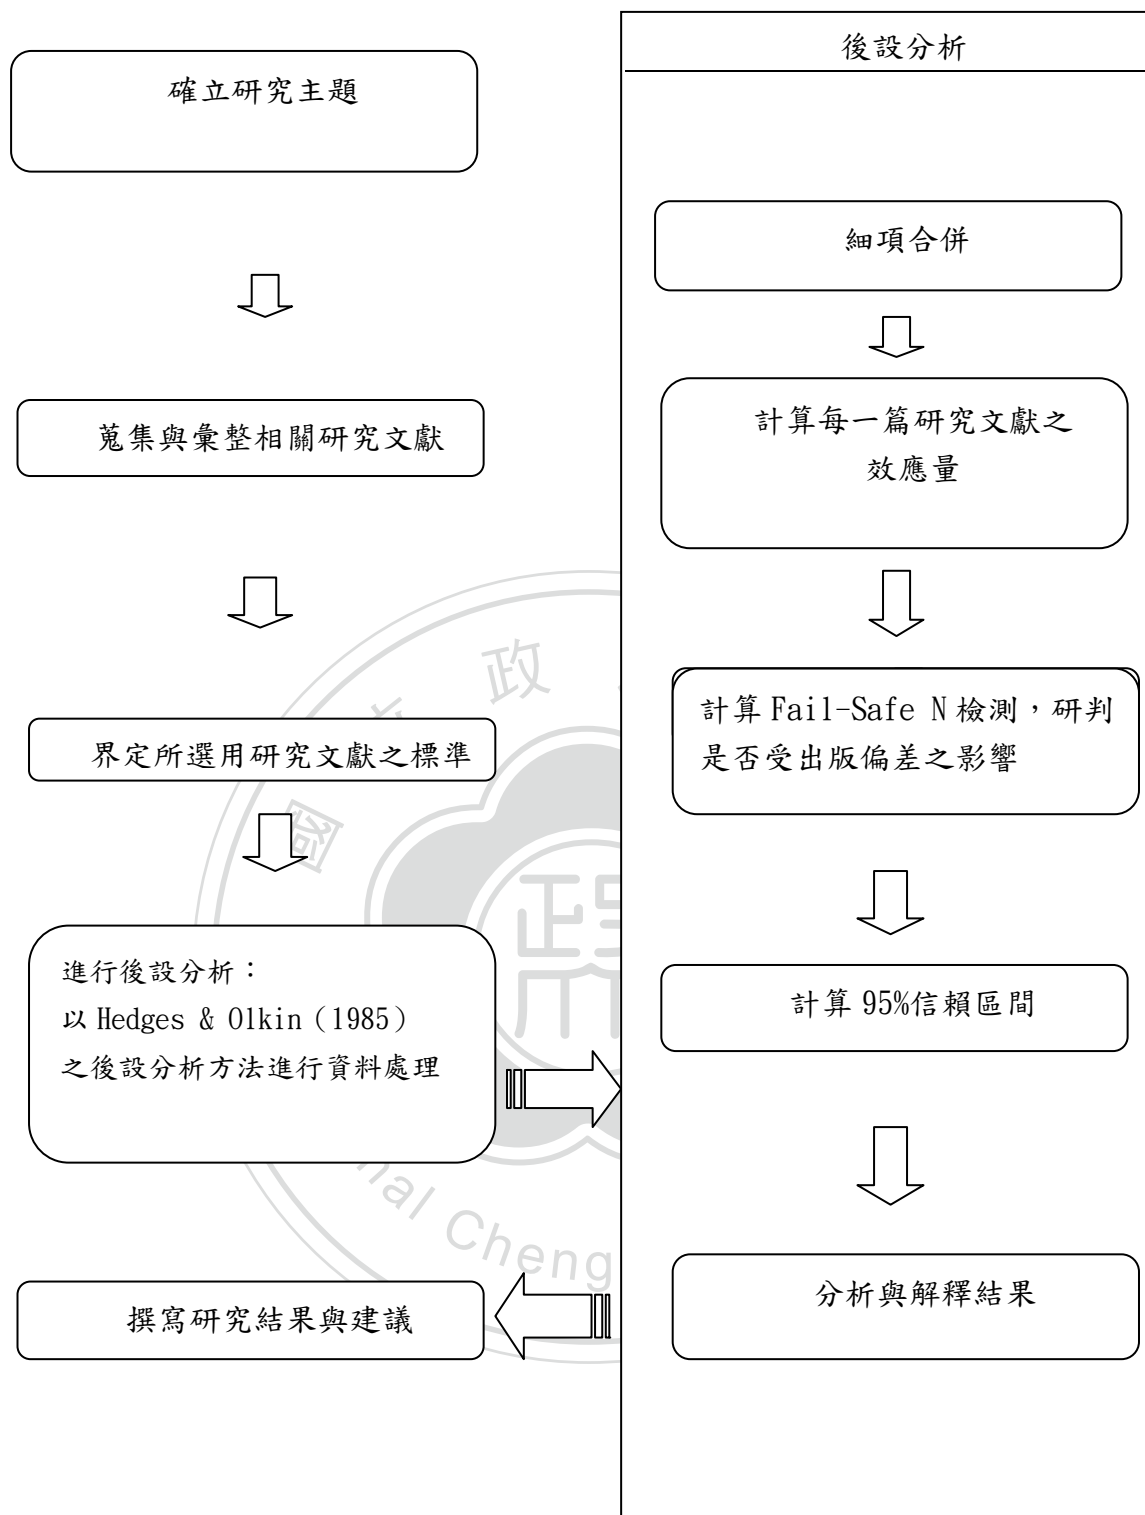 確立研究主題
蒐集與彙整相關研究文獻
界定所選用研究文獻之標準
進行後設分析：
以 Hedges & Olkin（1985）
之後設分析方法進行資料處理
撰寫研究結果與建議
後設分析
細項合併
計算每一篇研究文獻之
效應量
計算 Fail-Safe N 檢測，研判
是否受出版偏差之影響
計算 95%信賴區間
分析與解釋結果
國 立 政
nal Cheng